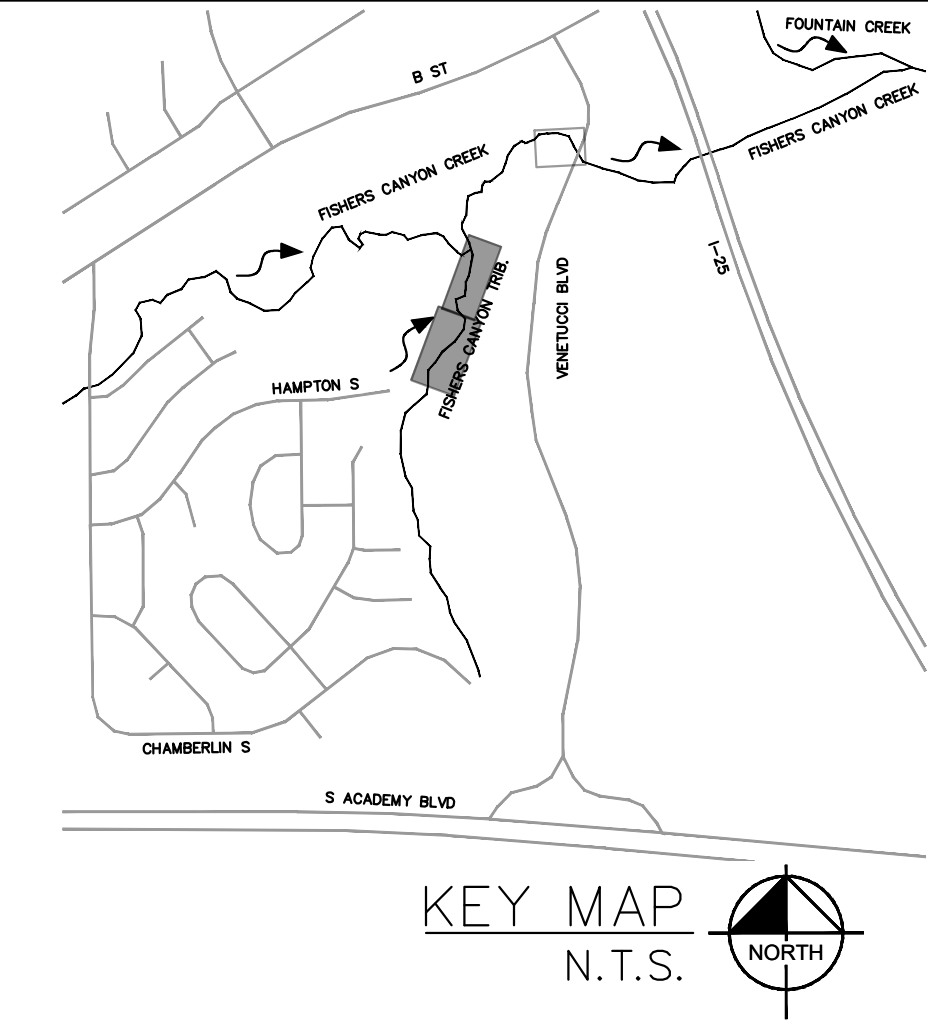 FOUNTAIN CREEK
B ST
FISHERS CANYON CREEK
FISHERS CANYON CREEK
I-25
FISHERS CANYON TRIB.
VENETUCCI BLVD
HAMPTON S
CHAMBERLIN S
S ACADEMY BLVD
KEY MAP
N.T.S.
NORTH